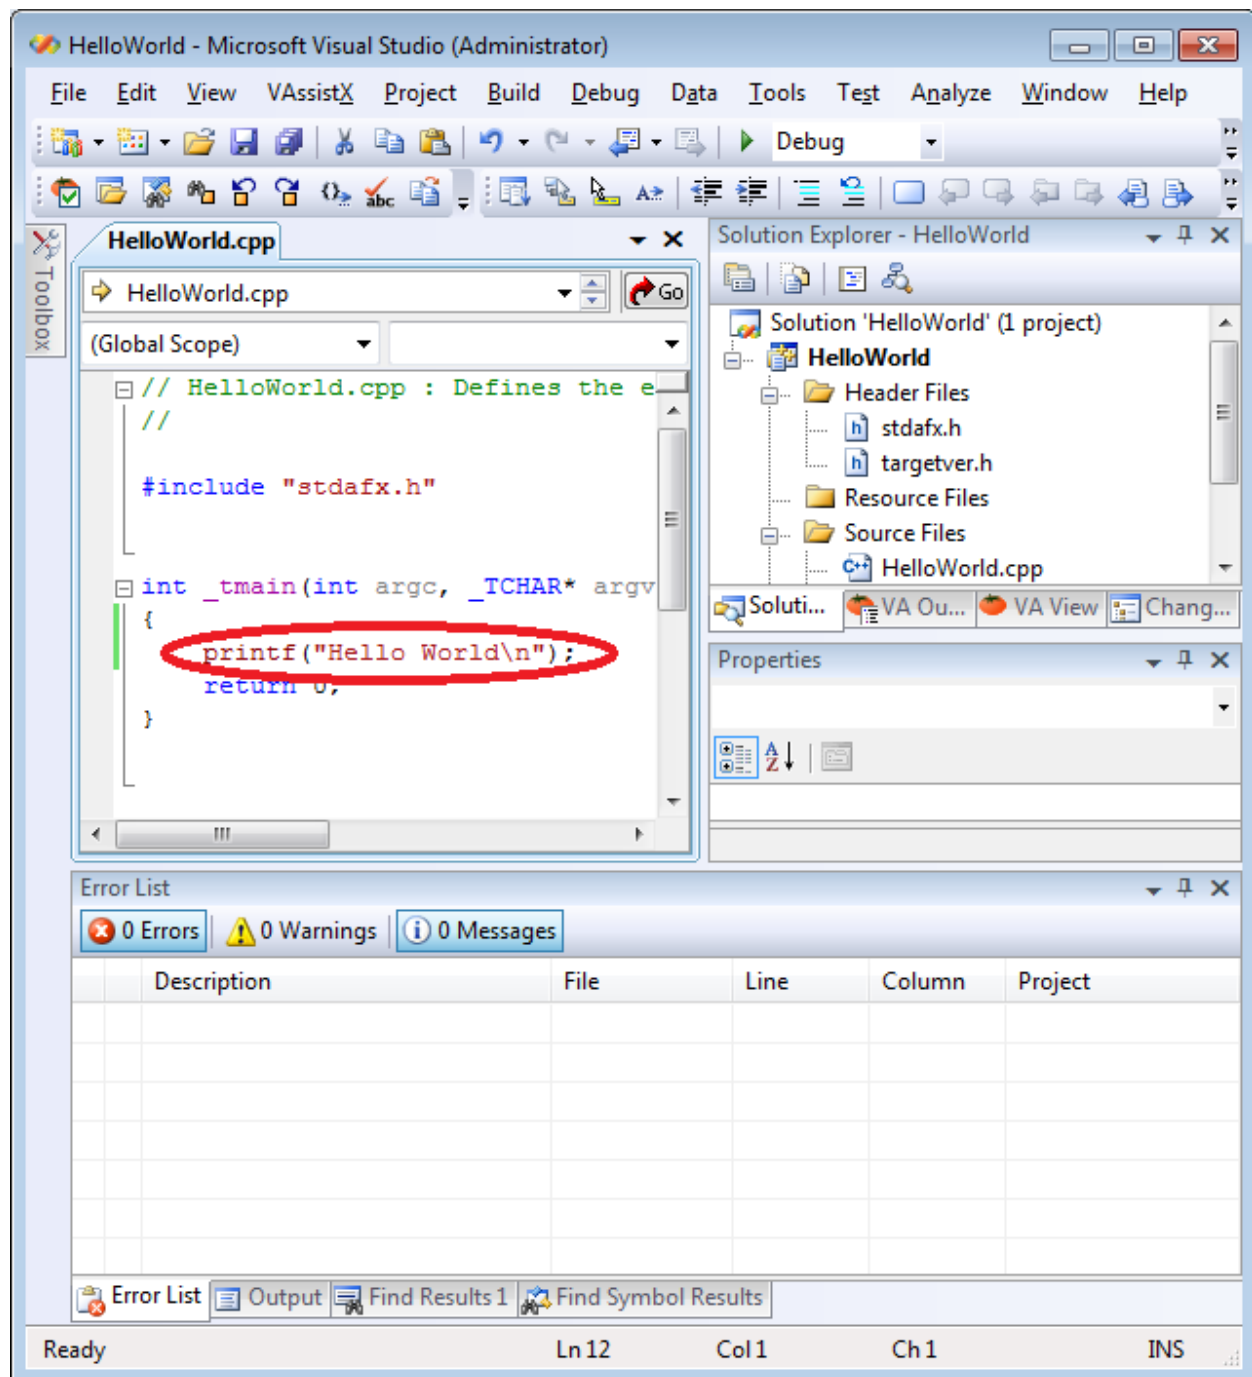 HelloWorld - Microsoft Visual Studio (Administrator)
File Edit View VAssistX Project Build Debug Data Tools Test Analyze Window Help
Debug
Toolbox
HelloWorld.cpp
HelloWorld.cpp
Go
(Global Scope)
// HelloWorld.cpp : Defines the e
//
#include "stdafx.h"
int _tmain(int argc, _TCHAR* argv
{
printf("Hello World\n");
return 0;
}
Solution Explorer - HelloWorld
Solution 'HelloWorld' (1 project)
HelloWorld
Header Files
stdafx.h
targetver.h
Resource Files
Source Files
HelloWorld.cpp
Soluti... VA Ou... VA View Chang...
Properties
Error List
0 Errors 0 Warnings 0 Messages
Description File Line Column Project
Error List Output Find Results 1 Find Symbol Results
Ready Ln 12 Col 1 Ch 1 INS